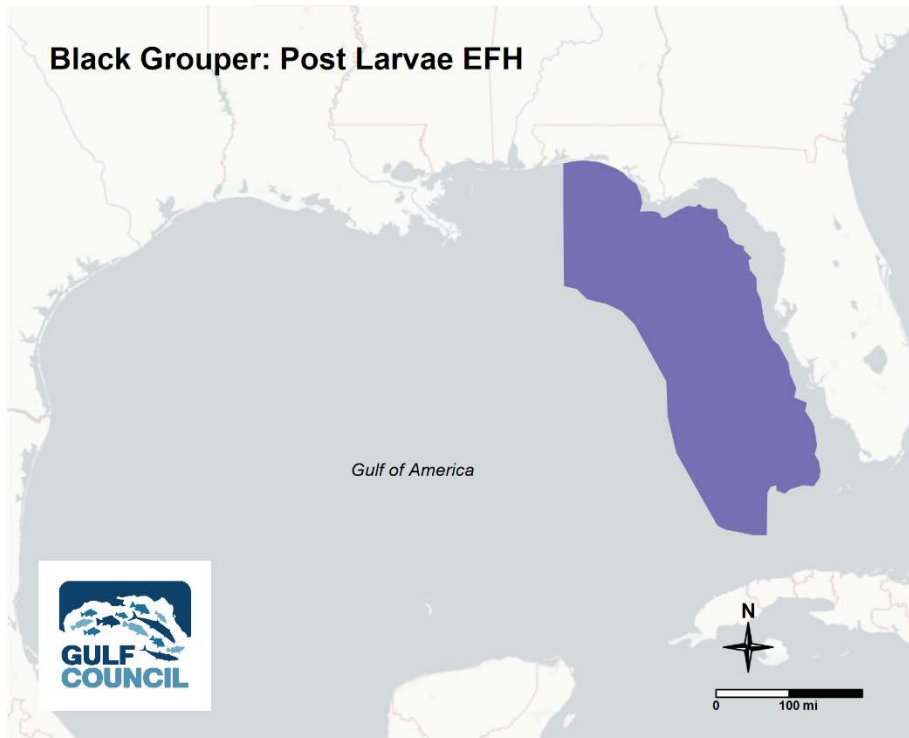 Black Grouper: Post Larvae EFH
Gulf of America
GULF
COUNCIL
N
0 100 mi